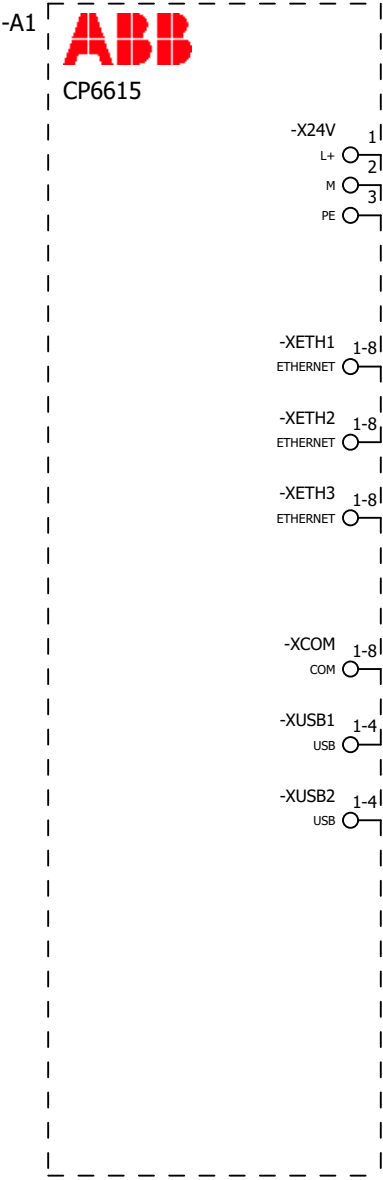 -A1
ABB
CP6615
-X24V
1
L+
2
M
3
PE
-XETH1
1-8
ETHERNET
-XETH2
1-8
ETHERNET
-XETH3
1-8
ETHERNET
-XCOM
1-8
COM
-XUSB1
1-4
USB
-XUSB2
1-4
USB